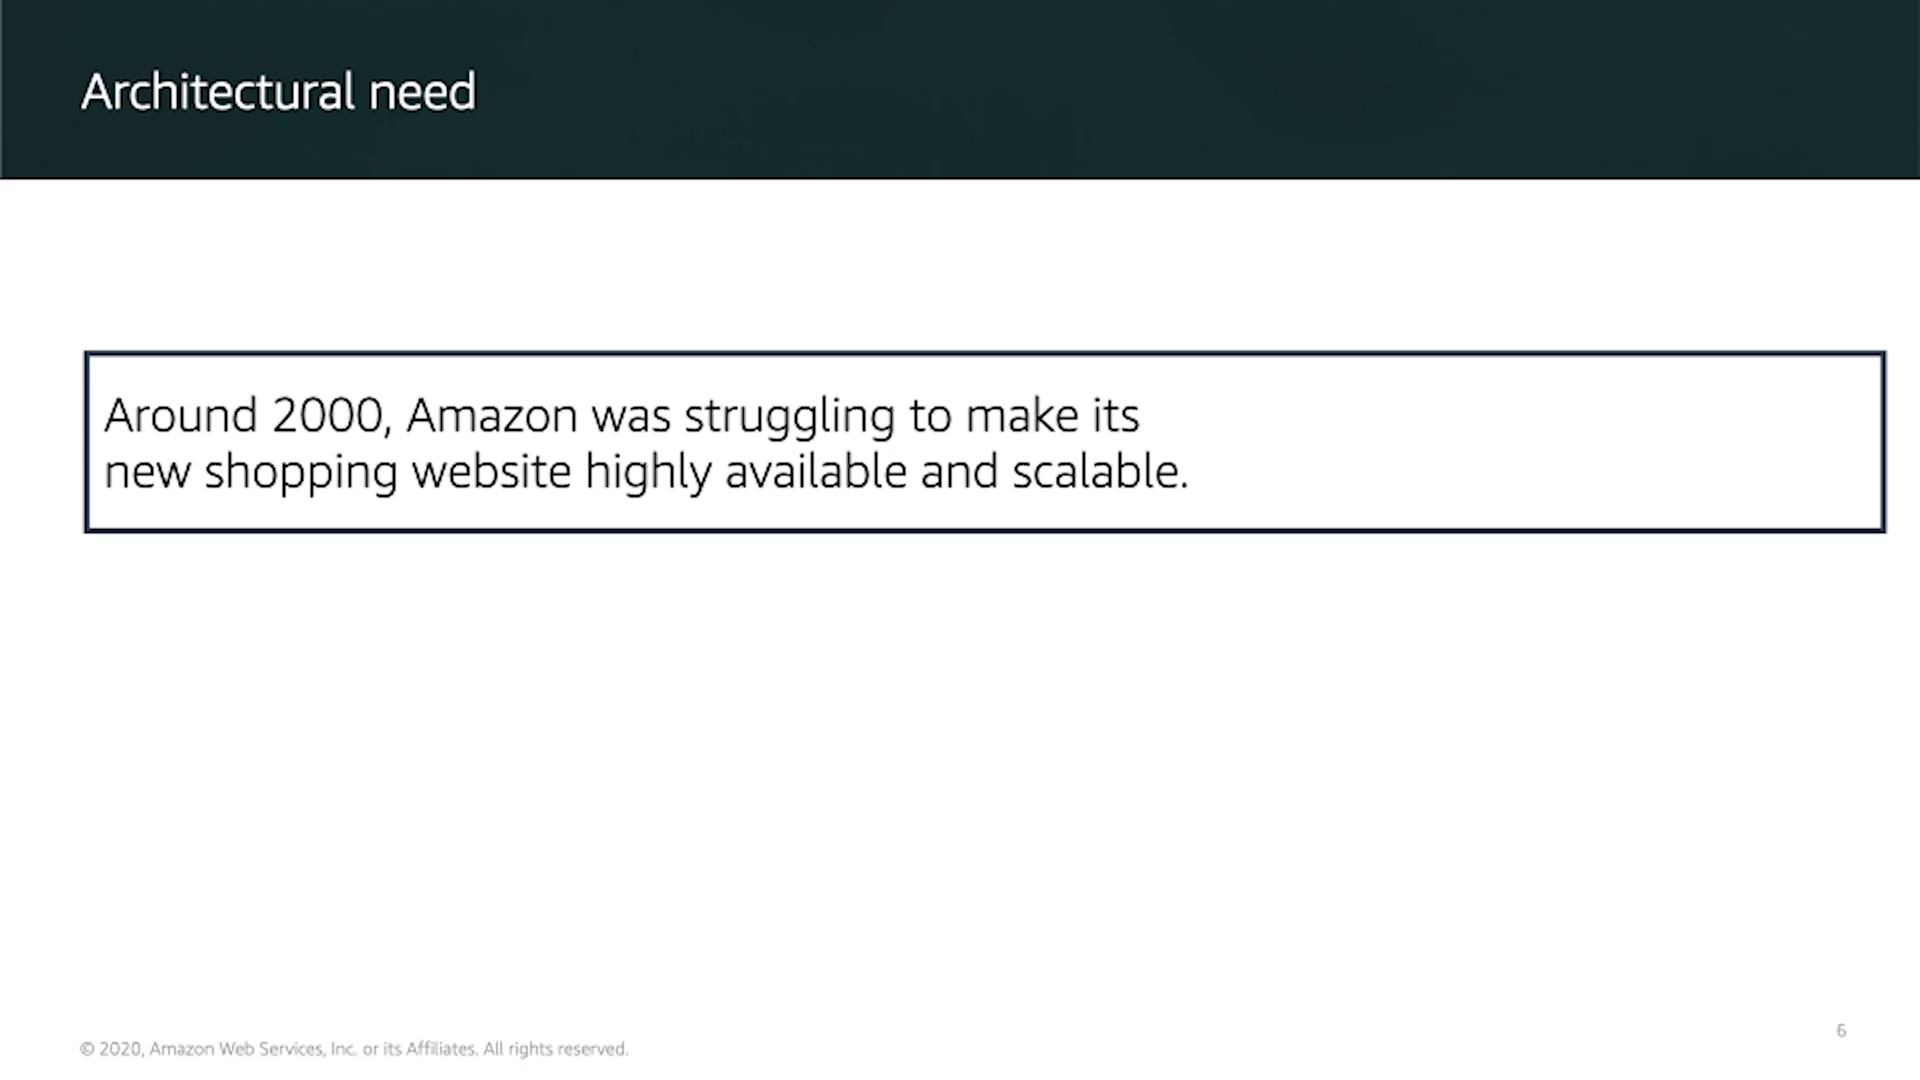 Architectural need
Around 2000, Amazon was struggling to make its
new shopping website highly available and scalable.
6
© 2020, Amazon Web Services, Inc. or its Affiliates. All rights reserved.